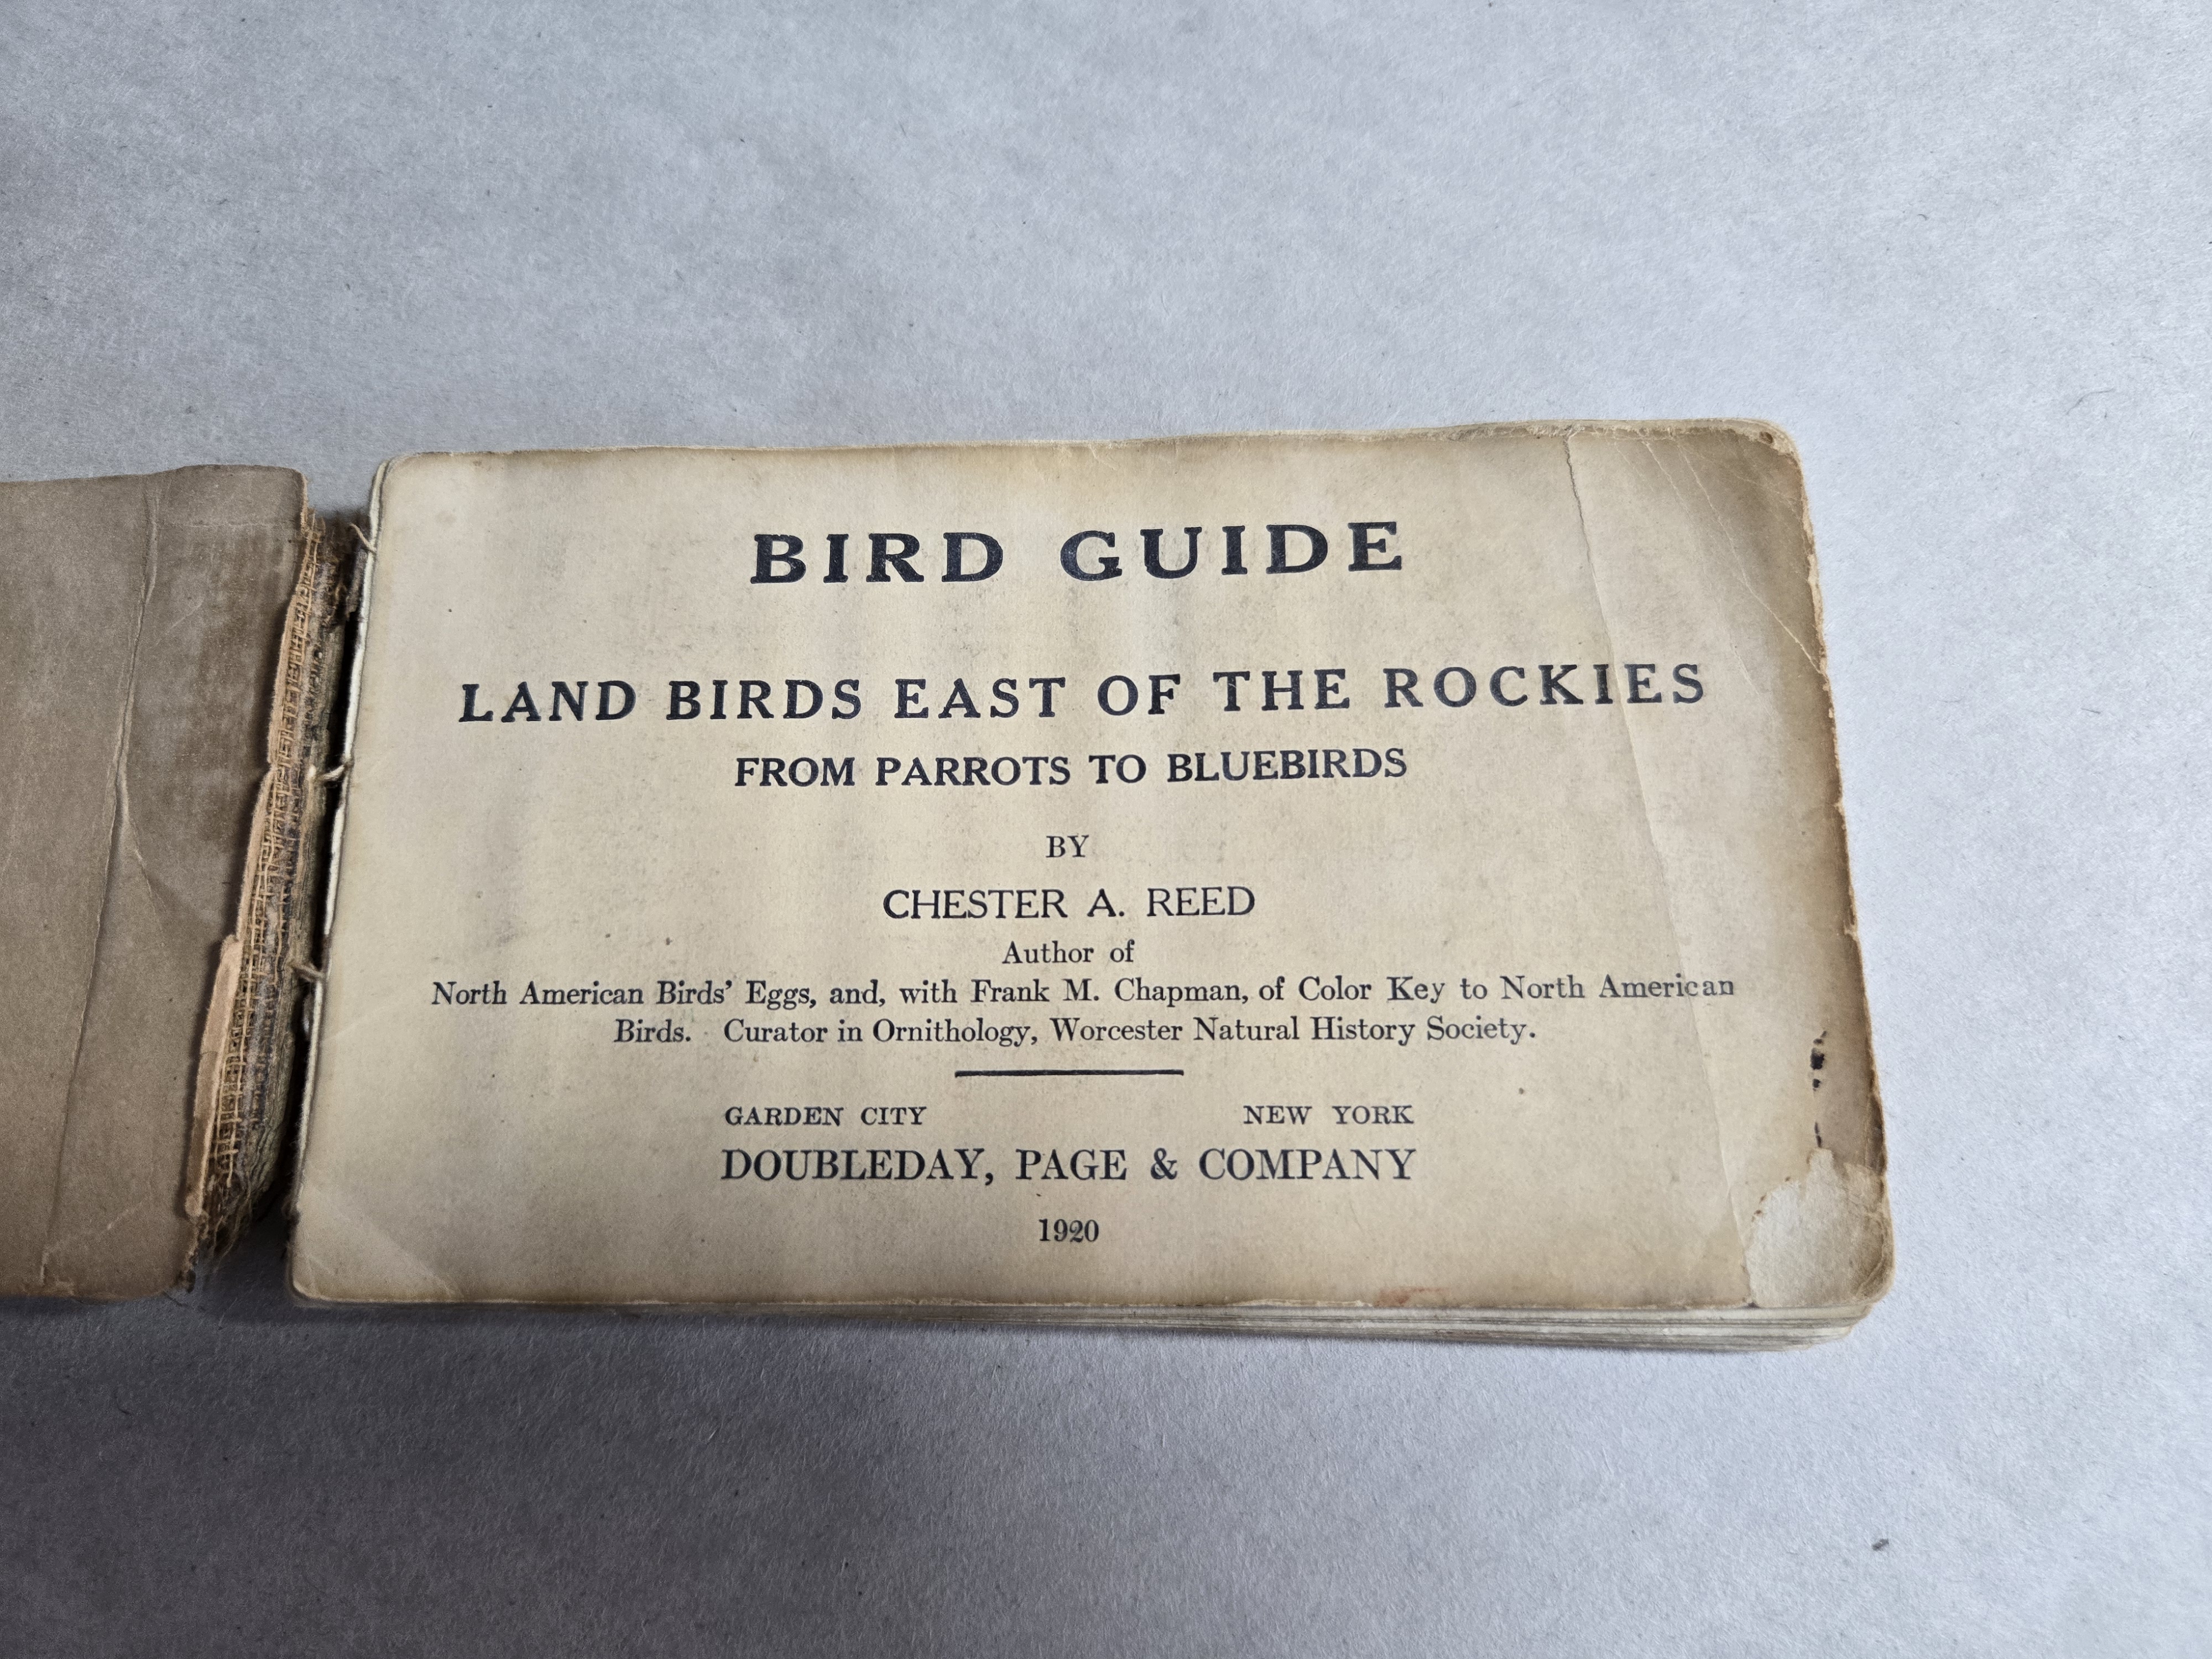 BIRD GUIDE
LAND BIRDS EAST OF THE ROCKIES
FROM PARROTS TO BLUEBIRDS
BY
CHESTER A. REED
Author of
North American Birds' Eggs, and, with Frank M. Chapman, of Color Key to North American
Birds. Curator in Ornithology, Worcester Natural History Society.
GARDEN CITY NEW YORK
DOUBLEDAY, PAGE & COMPANY
1920